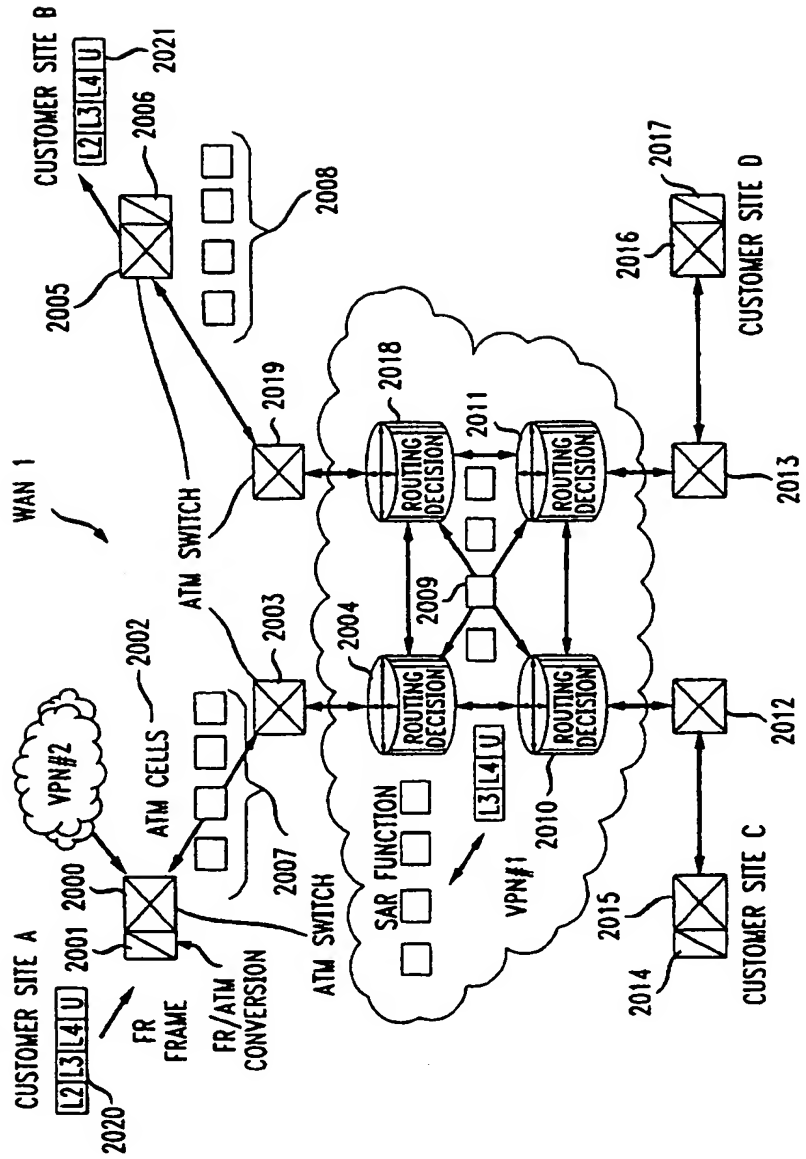 WAN 1
CUSTOMER SITE A
L2 L3 L4 U
2020
FR
FRAME
FR/ATM
CONVERSION
2001
2000
VPN#2
ATM SWITCH
ATM CELLS
2002
2007
2003
ATM SWITCH
2019
CUSTOMER SITE B
L2 L3 L4 U
2021
2005
2006
2008
2004
ROUTING
DECISION
2018
ROUTING
DECISION
SAR FUNCTION
L3 L4 U
2009
VPN#1
2010
ROUTING
DECISION
2011
ROUTING
DECISION
2012
2013
2014
2015
CUSTOMER SITE C
2016
2017
CUSTOMER SITE D